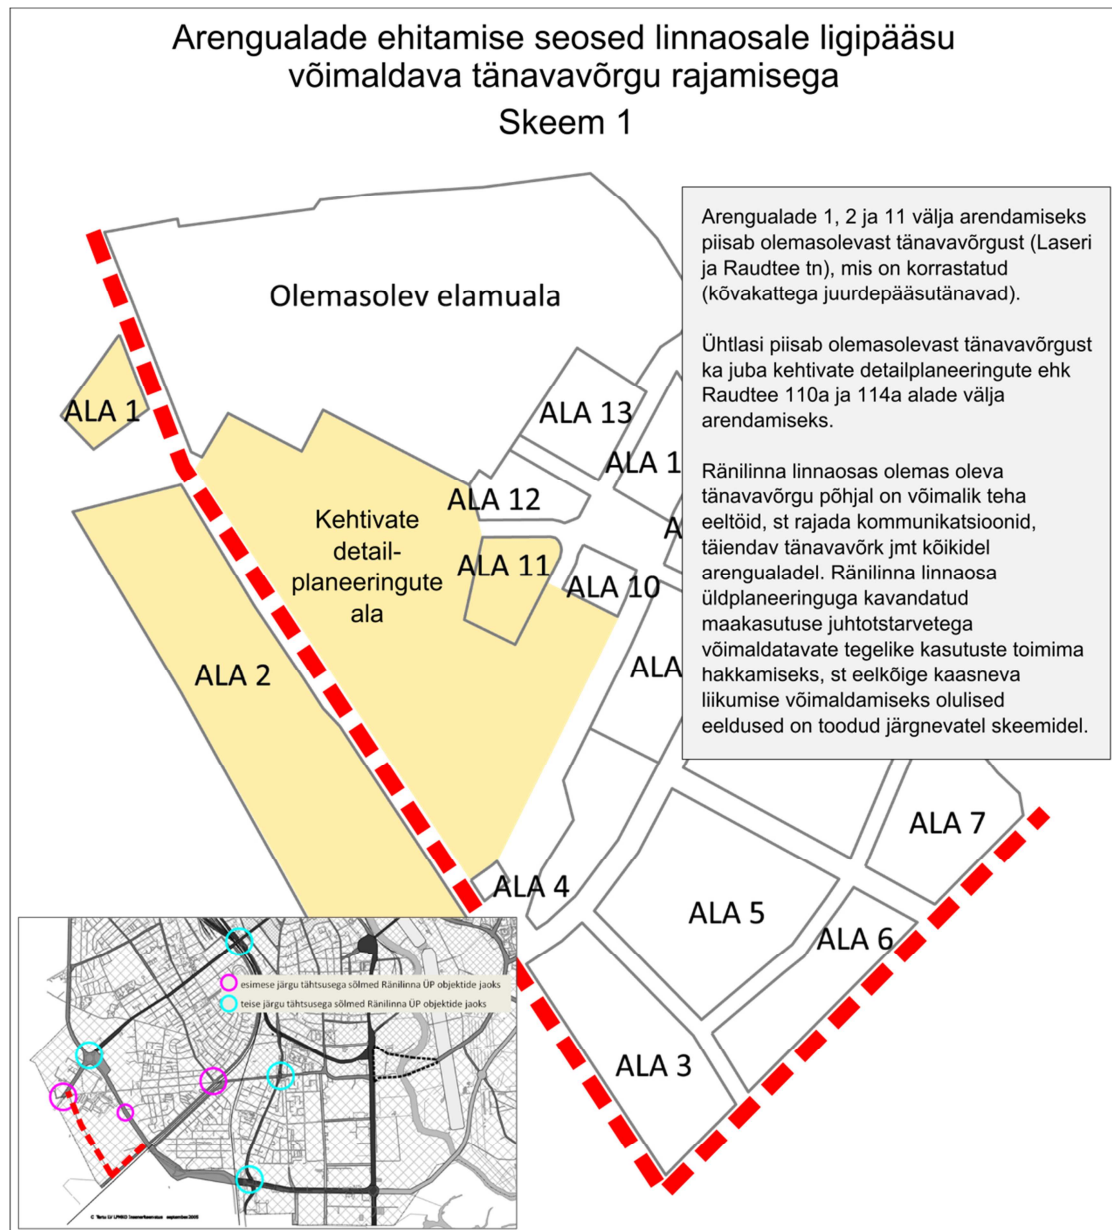 Arengualade ehitamise seosed linnaosale ligipääsu
võimaldava tänavavõrgu rajamisega
Skeem 1
Arengualade 1, 2 ja 11 välja arendamiseks
piisab olemasolevast tänavavõrgust (Laseri
ja Raudtee tn), mis on korrastatud
(kõvakattega juurdepääsutänavad).
Ühtlasi piisab olemasolevast tänavavõrgust
ka juba kehtivate detailplaneeringute ehk
Raudtee 110a ja 114a alade välja
arendamiseks.
Ränilinna linnaosas olemas oleva
tänavavõrgu põhjal on võimalik teha
eeltöid, st rajada kommunikatsioonid,
täiendav tänavavõrk jmt kõikidel
arengualadel. Ränilinna linnaosa
üldplaneeringuga kavandatud
maakasutuse juhtotstarvetega
võimaldatavate tegelike kasutuste toimima
hakkamiseks, st eelkõige kaasneva
liikumise võimaldamiseks olulised
eeldused on toodud järgnevatel skeemidel.
Olemasolev elamuala
ALA 1
ALA 13
ALA 1
ALA 12
A
Kehtivate
detail-
planeeringute
ala
ALA 11
ALA 10
ALA 2
ALA
ALA 7
ALA 4
ALA 5
ALA 6
ALA 3
esimese järgu tähtsusega sõlmed Ränilinna ÜP objektide jaoks
teise järgu tähtsusega sõlmed Ränilinna ÜP objektide jaoks